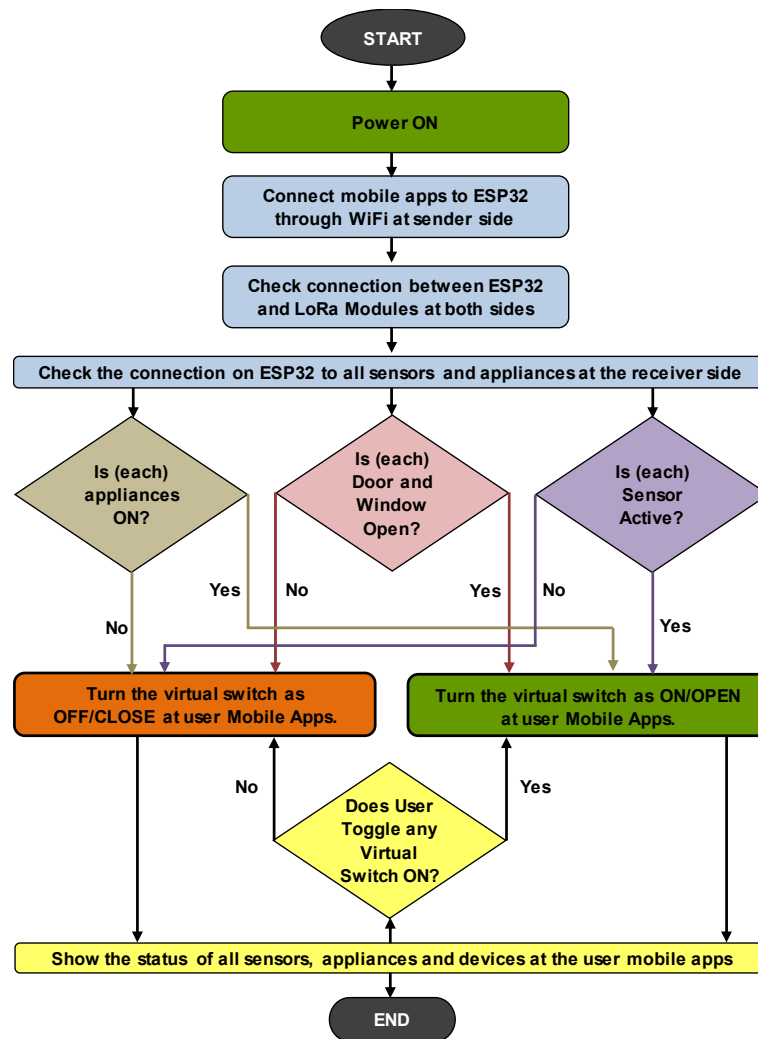 START
Power ON
Connect mobile apps to ESP32
through WiFi at sender side
Check connection between ESP32
and LoRa Modules at both sides
Check the connection on ESP32 to all sensors and appliances at the receiver side
Is (each)
appliances
ON?
Is (each)
Door and
Window
Open?
Is (each)
Sensor
Active?
No
Yes
No
Yes
No
Yes
Turn the virtual switch as
OFF/CLOSE at user Mobile Apps.
Turn the virtual switch as ON/OPEN
at user Mobile Apps.
No
Yes
Does User
Toggle any
Virtual
Switch ON?
Show the status of all sensors, appliances and devices at the user mobile apps
END